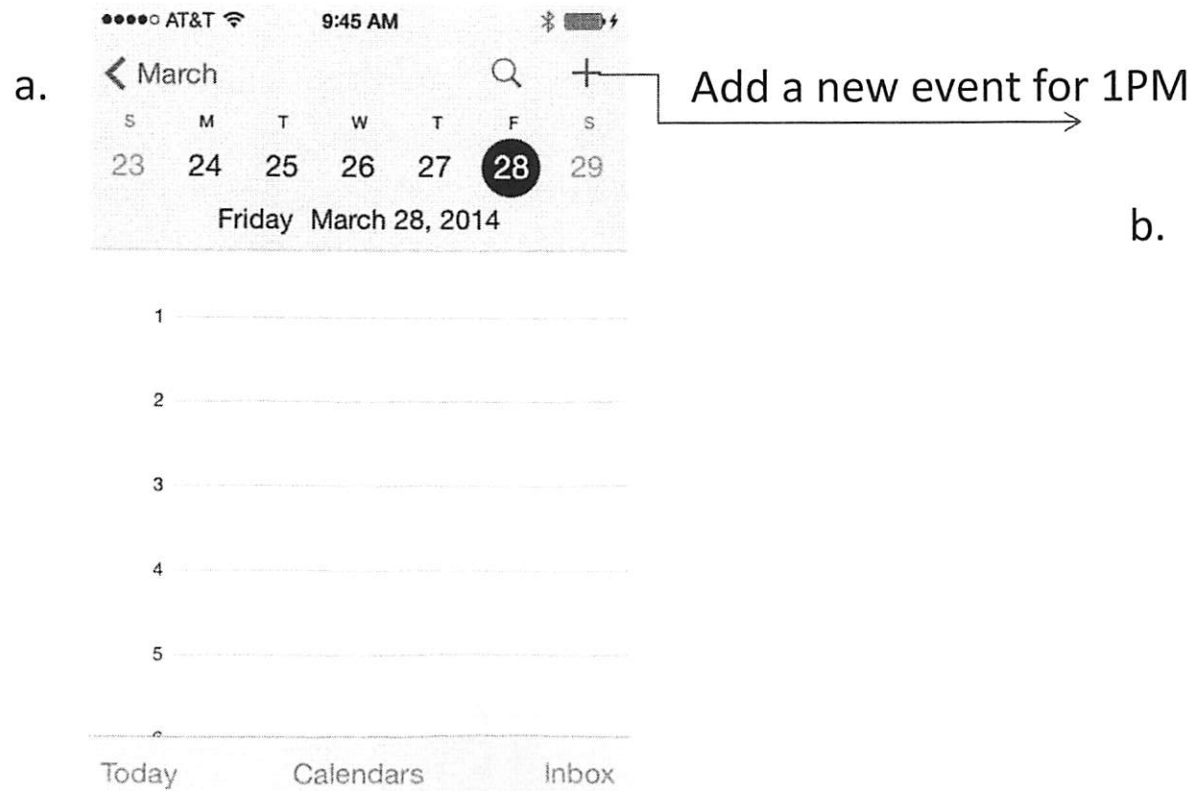 AT&T 9:45 AM
a.
March
Add a new event for 1PM
S M T W T F S
23 24 25 26 27 28 29
Friday March 28, 2014
b.
1
2
3
4
5
6
Today Calendars Inbox